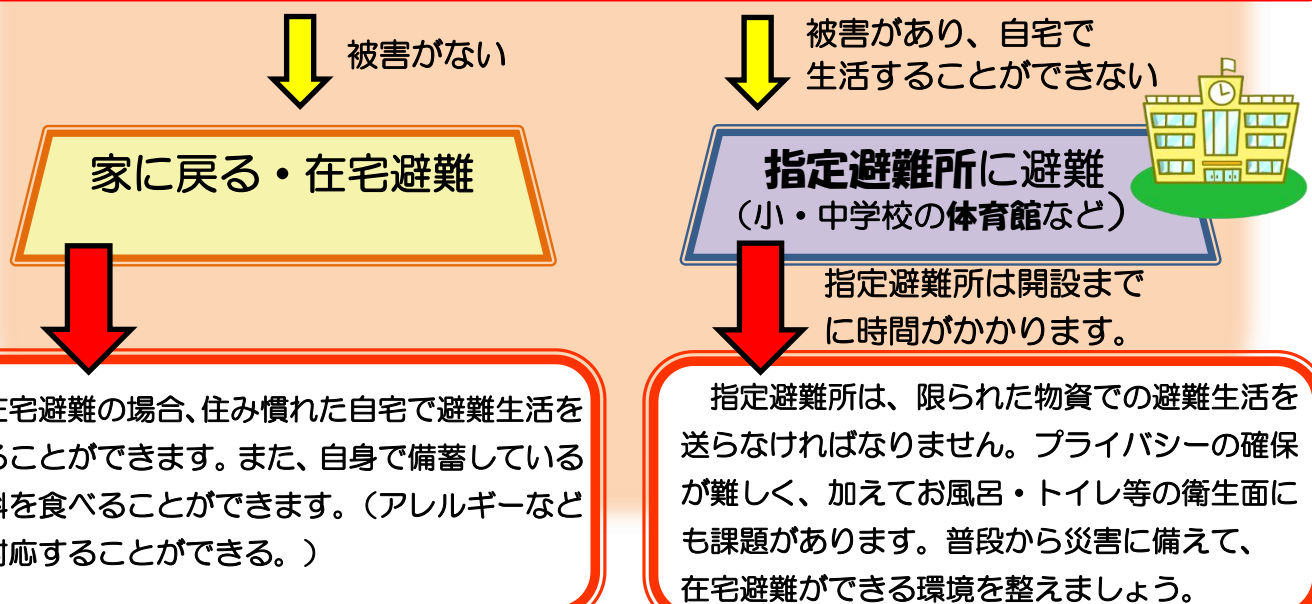 被害がない
家に戻る・在宅避難
宅避難の場合、住み慣れた自宅で避難生活を
ことができます。また、自身で備蓄している
を食べることができます。（アレルギーなど
応することができる。）
被害があり、自宅で
生活することができない
指定避難所に避難
（小・中学校の体育館など）
指定避難所は開設まで
に時間がかかります。
指定避難所は、限られた物資での避難生活を
送らなければなりません。プライバシーの確保
が難しく、加えてお風呂・トイレ等の衛生面に
も課題があります。普段から災害に備えて、
在宅避難ができる環境を整えましょう。